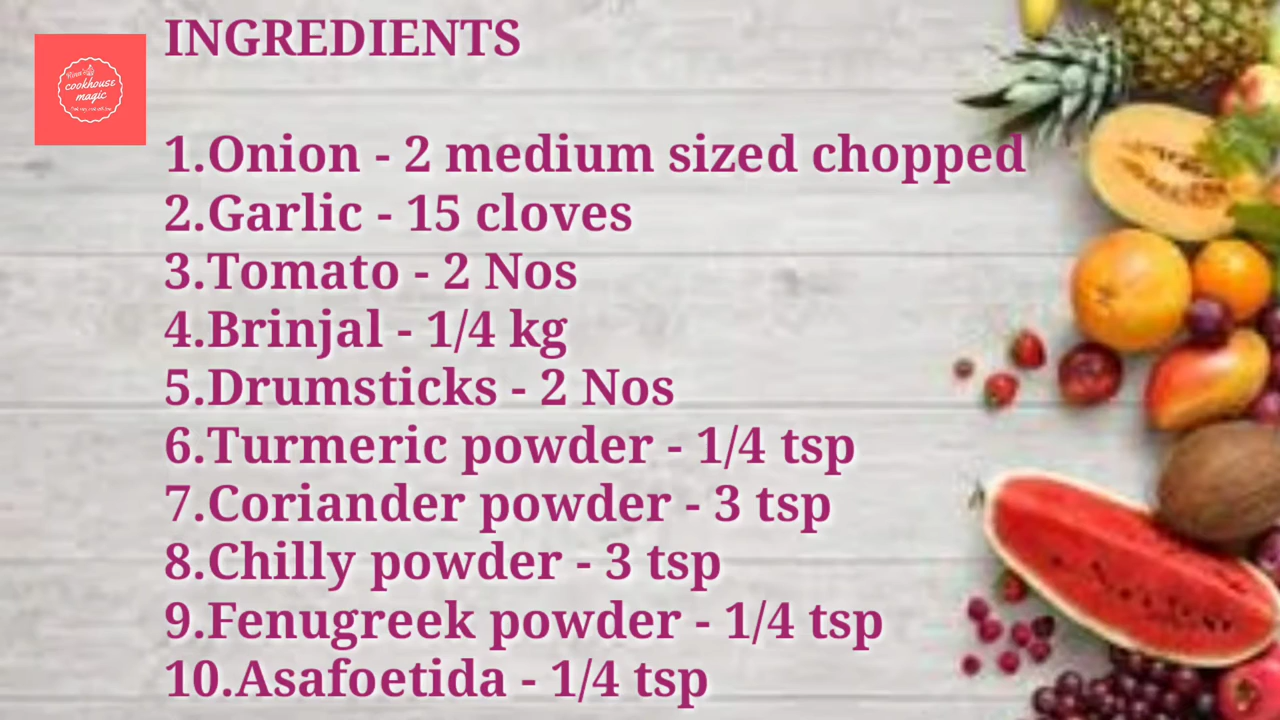 INGREDIENTS
cookhouse
magic
1.Onion - 2 medium sized chopped
2.Garlic - 15 cloves
3.Tomato - 2 Nos
4.Brinjal - 1/4 kg
5.Drumsticks - 2 Nos
6.Turmeric powder - 1/4 tsp
7.Coriander powder - 3 tsp
8.Chilly powder - 3 tsp
9.Fenugreek powder - 1/4 tsp
10.Asafoetida - 1/4 tsp